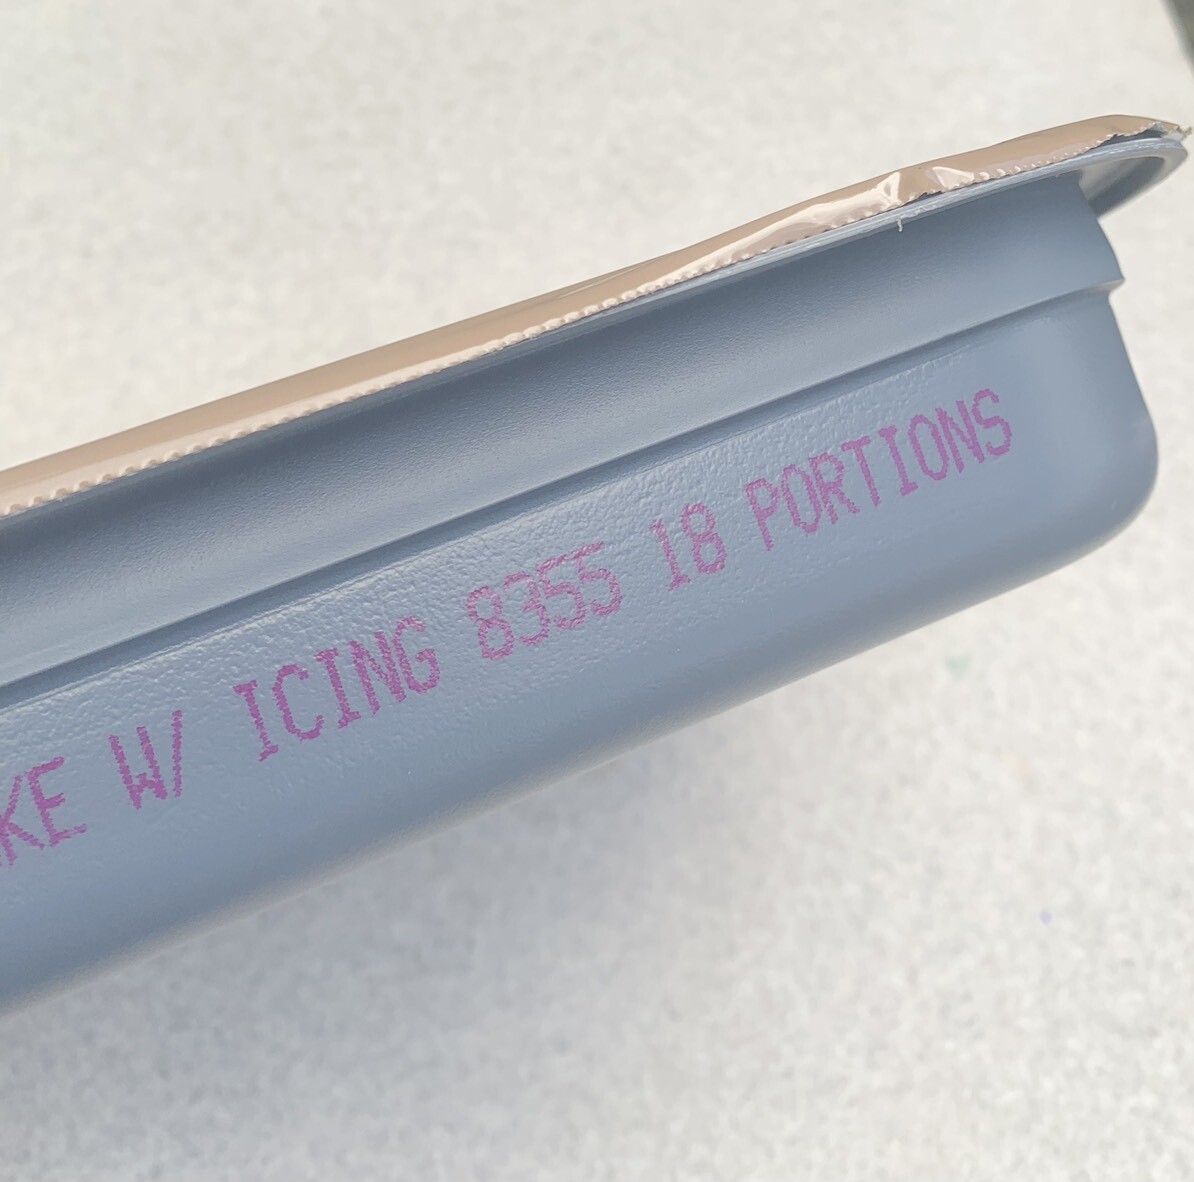 KE W/ ICING 8355 18 PORTIONS